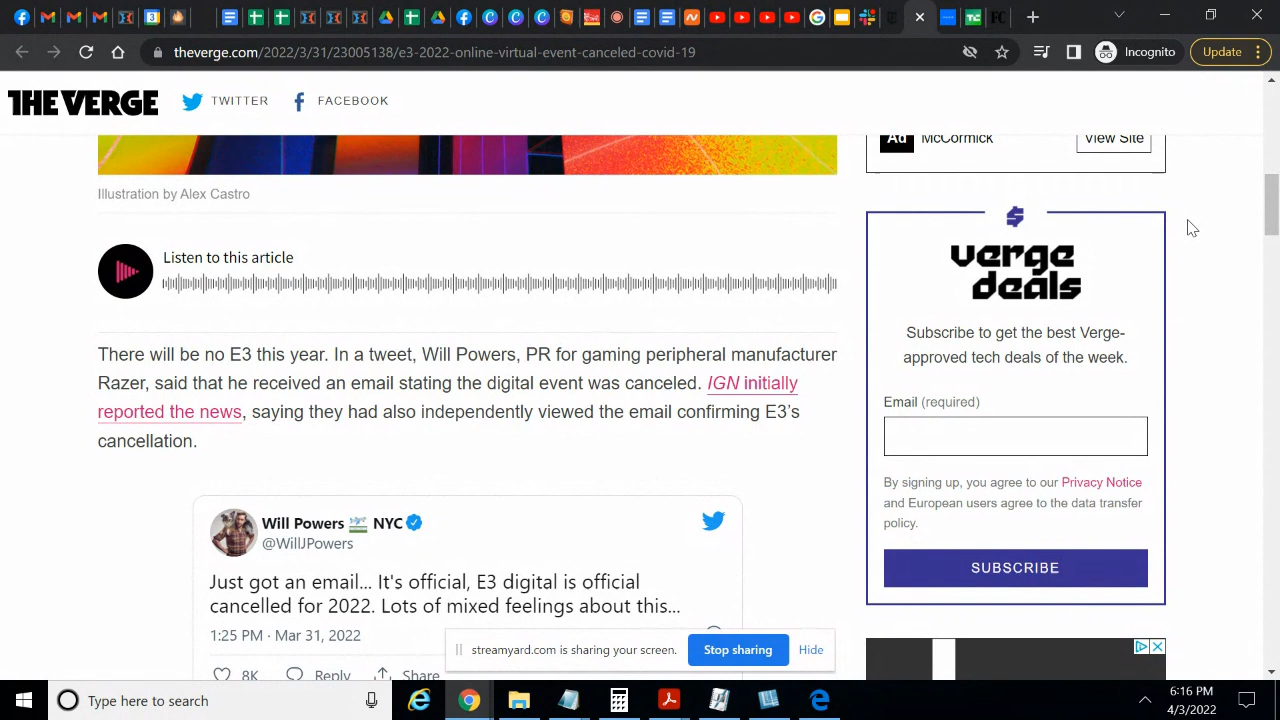 theverge.com/2022/3/31/23005138/e3-2022-online-virtual-event-canceled-covid-19
Incognito
Update
THE VERGE
TWITTER
FACEBOOK
Ad
McCormick
View Site
Illustration by Alex Castro
Listen to this article
There will be no E3 this year. In a tweet, Will Powers, PR for gaming peripheral manufacturer
Razer, said that he received an email stating the digital event was canceled. IGN initially
reported the news, saying they had also independently viewed the email confirming E3's
cancellation.
Will Powers NYC
@WillJPowers
Just got an email... It's official, E3 digital is official
cancelled for 2022. Lots of mixed feelings about this...
1:25 PM · Mar 31, 2022
8K
Reply
Share
verge
deals
Subscribe to get the best Verge-
approved tech deals of the week.
Email (required)
By signing up, you agree to our Privacy Notice
and European users agree to the data transfer
policy.
SUBSCRIBE
streamyard.com is sharing your screen.
Stop sharing
Hide
Type here to search
6:16 PM
4/3/2022